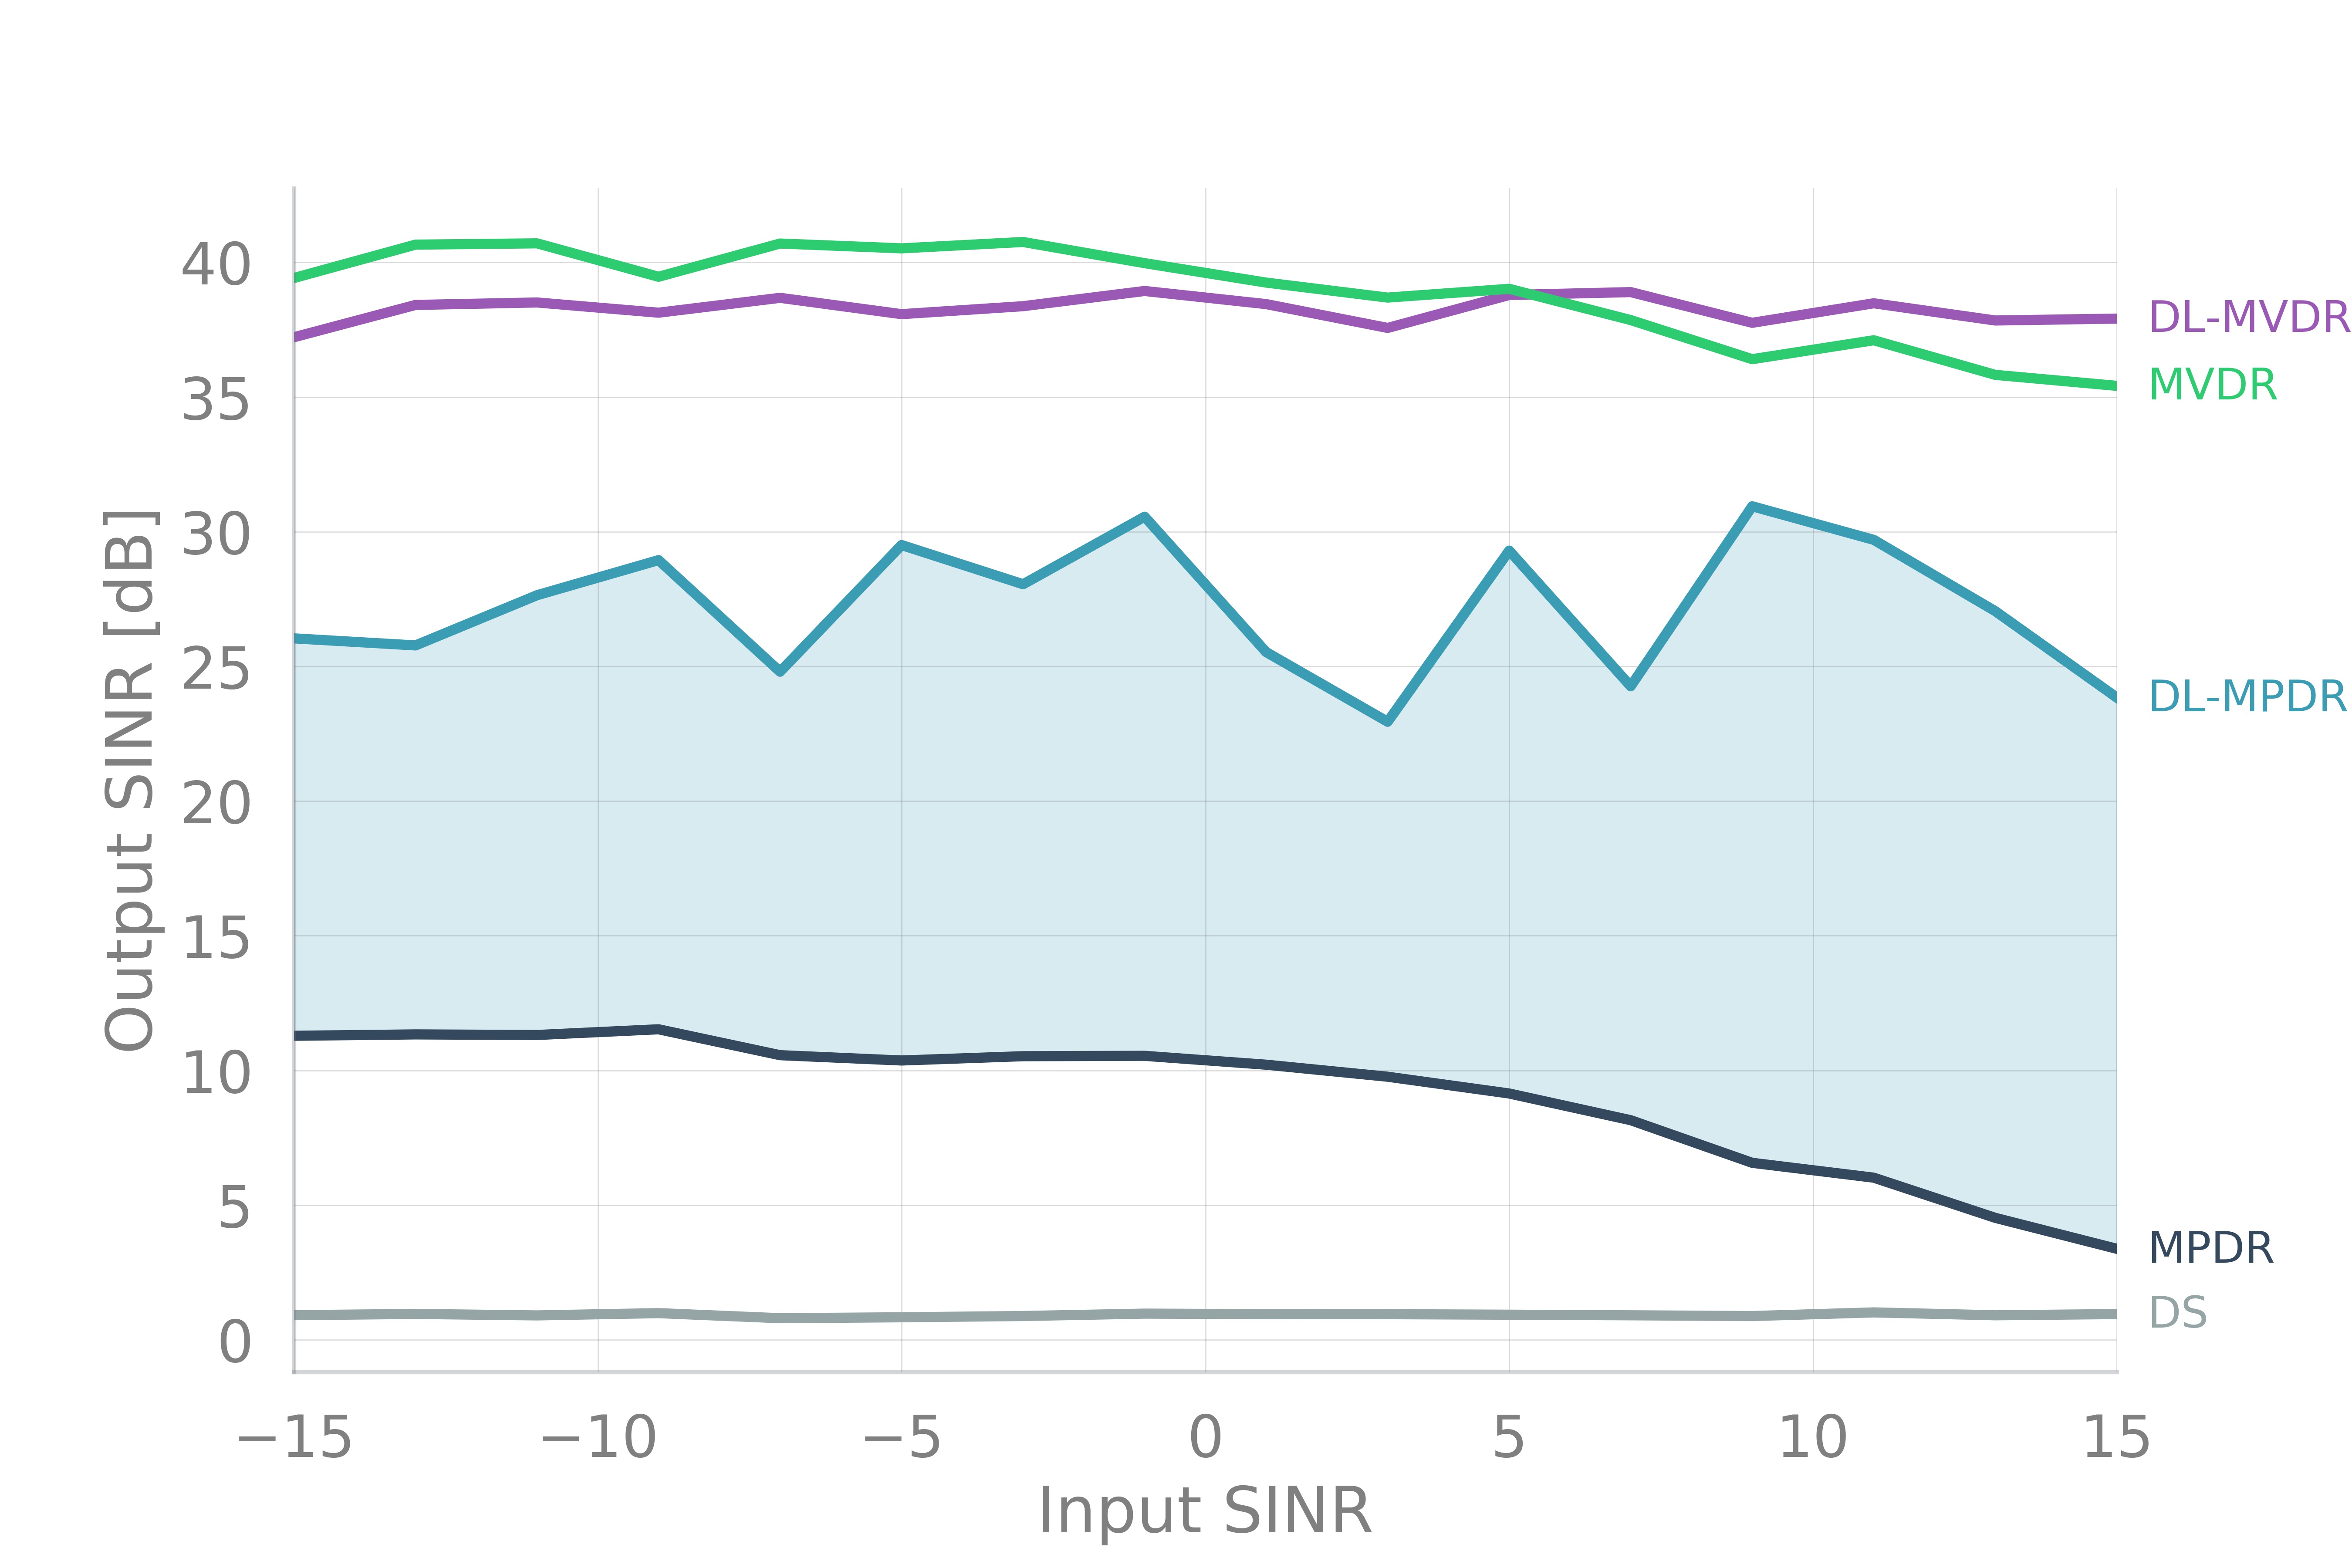 40
35
30
25
20
15
10
5
0
Output SINR [dB]
DL-MVDR
MVDR
DL-MPDR
MPDR
DS
−15 −10 −5 0 5 10 15
Input SINR